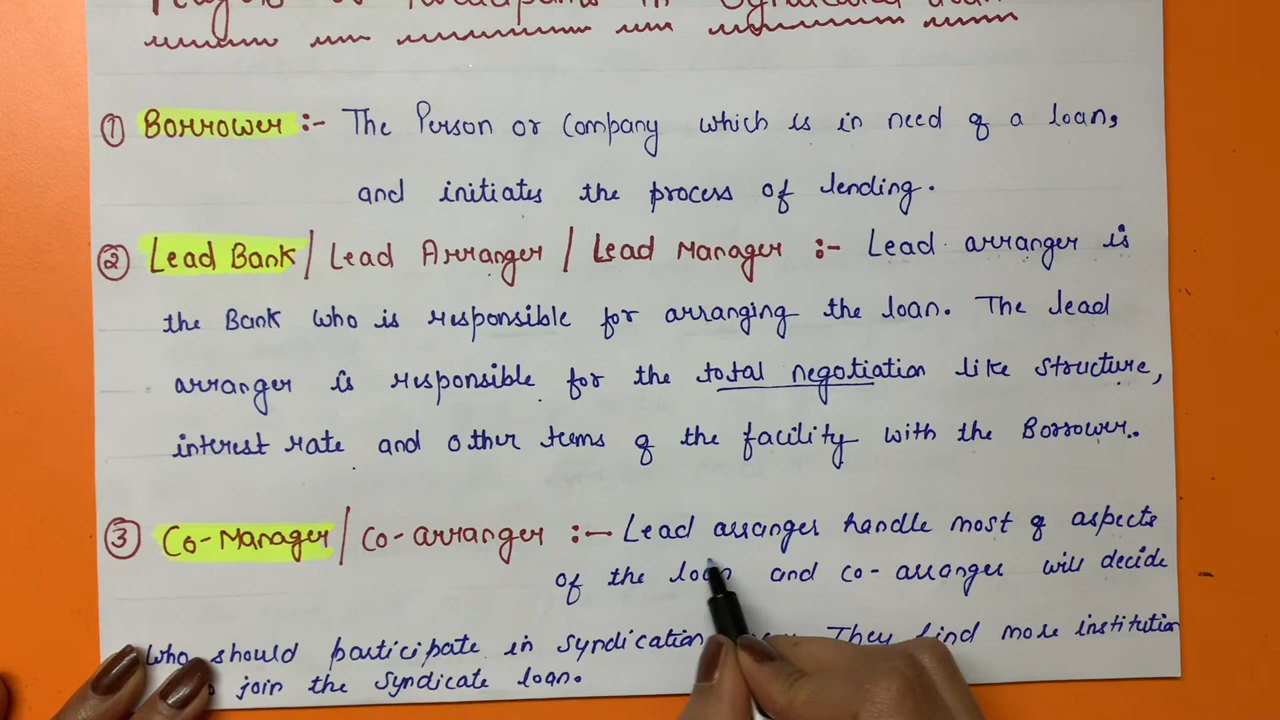 in
① Borrower :- The Person or Company which is in need of a loan,
and initiates the process of lending.
② Lead Bank / Lead Arranger / Lead Manager :- Lead arranger is
the Bank who is responsible for arranging the loan. The lead
arranger is responsible for the total negotiation like structure,
interest rate and other terms of the facility with the Borrower.
③ Co-Manager / Co-arranger :- Lead arranger handle most of aspects
of the loan and co-arranger will decide
who should participate in syndication They find more institution
join the syndicate loan.